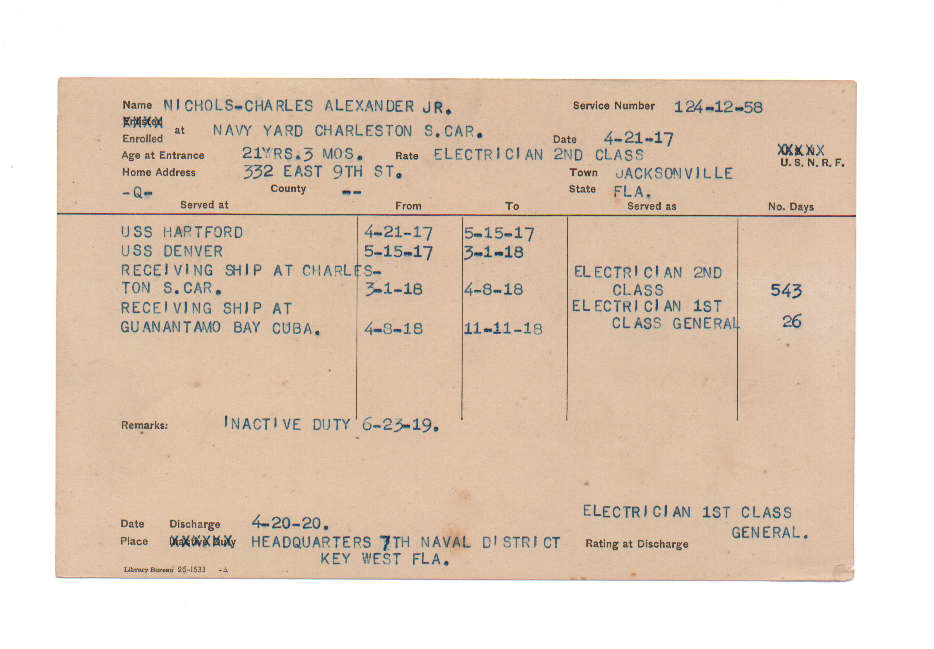 Name NICHOLS-CHARLES ALEXANDER JR. Service Number 124-12-58
Enrolled at NAVY YARD CHARLESTON S.CAR. Date 4-21-17
Age at Entrance 21YRS.3 MOS. Rate ELECTRICIAN 2ND CLASS U.S.N.R.F.
Home Address 332 EAST 9TH ST. Town JACKSONVILLE
-Q- County -- State FLA.
Served at From To Served as No. Days
USS HARTFORD 4-21-17 5-15-17
USS DENVER 5-15-17 3-1-18
RECEIVING SHIP AT CHARLES- ELECTRICIAN 2ND
TON S.CAR. 3-1-18 4-8-18 CLASS 543
RECEIVING SHIP AT ELECTRICIAN 1ST
GUANANTAMO BAY CUBA. 4-8-18 11-11-18 CLASS GENERAL 26
Remarks: INACTIVE DUTY 6-23-19.
ELECTRICIAN 1ST CLASS
Date Discharge 4-20-20. GENERAL.
Place HEADQUARTERS 7TH NAVAL DISTRICT Rating at Discharge
KEY WEST FLA.
Library Bureau 25-1533 -A